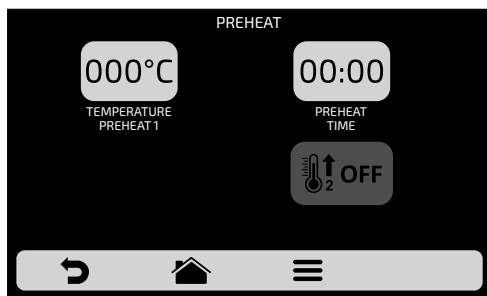 PREHEAT
000°C
00:00
TEMPERATURE
PREHEAT 1
PREHEAT
TIME
2 OFF